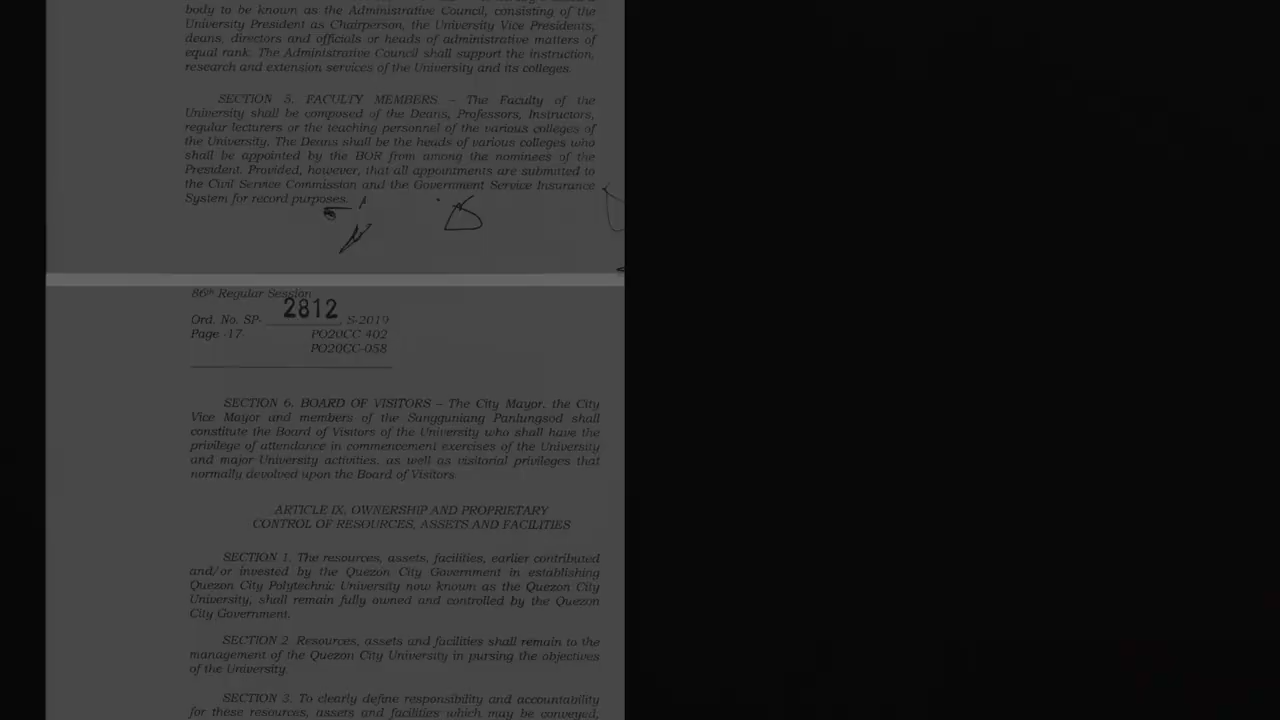 body to be known as the Administrative Council, consisting of the
University President as Chairperson, the University Vice Presidents,
deans, directors and officials or heads of administrative matters of
equal rank. The Administrative Council shall support the instruction,
research and extension services of the University and its colleges.
SECTION 5. FACULTY MEMBERS – The Faculty of the
University shall be composed of the Deans, Professors, Instructors,
regular lecturers or the teaching personnel of the various colleges of
the University. The Deans shall be the heads of various colleges who
shall be appointed by the BOR from among the nominees of the
President. Provided, however, that all appointments are submitted to
the Civil Service Commission and the Government Service Insurance
System for record purposes.
86th Regular Session
Ord. No. SP- 2812, S-2019
Page -17- PO20CC-402
PO20CC-058
SECTION 6. BOARD OF VISITORS – The City Mayor, the City
Vice Mayor and members of the Sangguniang Panlungsod shall
constitute the Board of Visitors of the University who shall have the
privilege of attendance in commencement exercises of the University
and major University activities, as well as visitorial privileges that
normally devolved upon the Board of Visitors.
ARTICLE IX. OWNERSHIP AND PROPRIETARY
CONTROL OF RESOURCES, ASSETS AND FACILITIES
SECTION 1. The resources, assets, facilities, earlier contributed
and/or invested by the Quezon City Government in establishing
Quezon City Polytechnic University now known as the Quezon City
University, shall remain fully owned and controlled by the Quezon
City Government.
SECTION 2. Resources, assets and facilities shall remain to the
management of the Quezon City University in pursing the objectives
of the University.
SECTION 3. To clearly define responsibility and accountability
for these resources, assets and facilities which may be conveyed,